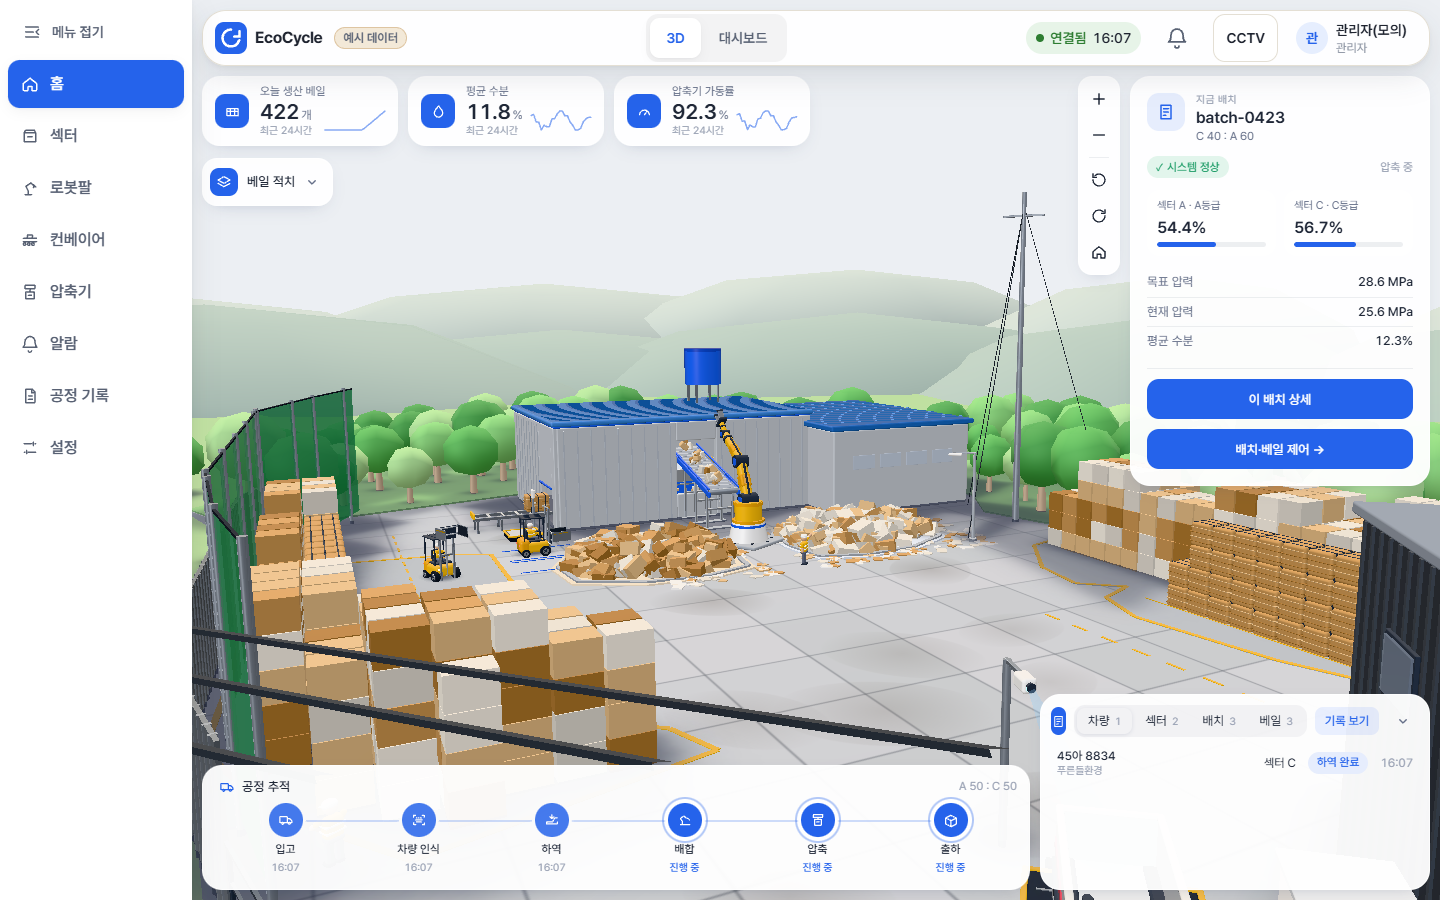 메뉴 접기
홈
섹터
로봇팔
컨베이어
압축기
알람
공정 기록
설정
EcoCycle
예시 데이터
3D
대시보드
연결됨 16:07
CCTV
관
관리자(모의)
관리자
오늘 생산 베일
422개
최근 24시간
평균 수분
11.8%
최근 24시간
압축기 가동률
92.3%
최근 24시간
베일 적치
지금 배치
batch-0423
C 40 : A 60
✓ 시스템 정상
압축 중
섹터 A · A등급
54.4%
섹터 C · C등급
56.7%
목표 압력 28.6 MPa
현재 압력 25.6 MPa
평균 수분 12.3%
이 배치 상세
배치·베일 제어 →
공정 추적
A 50 : C 50
입고
16:07
차량 인식
16:07
하역
16:07
배합
진행 중
압축
진행 중
출하
진행 중
차량 1
섹터 2
배치 3
베일 3
기록 보기
45아 8834
푸른들환경
섹터 C
하역 완료
16:07